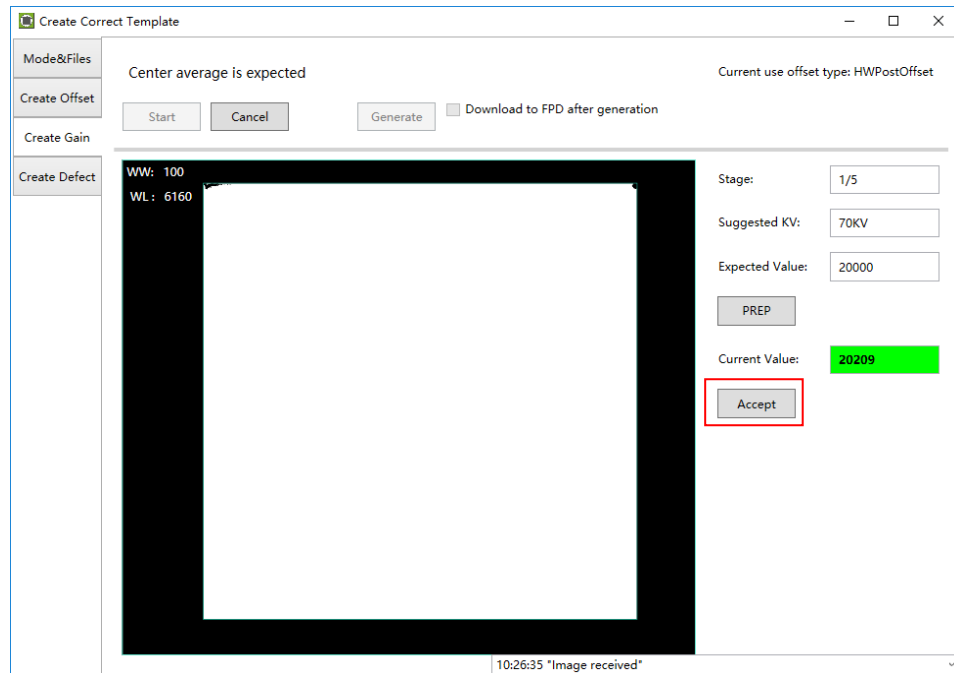 Create Correct Template
Mode&Files
Create Offset
Create Gain
Create Defect
Center average is expected
Current use offset type: HWPostOffset
Start
Cancel
Generate
Download to FPD after generation
WW: 100
WL: 6160
Stage:
1/5
Suggested KV:
70KV
Expected Value:
20000
PREP
Current Value:
20209
Accept
10:26:35 "Image received"